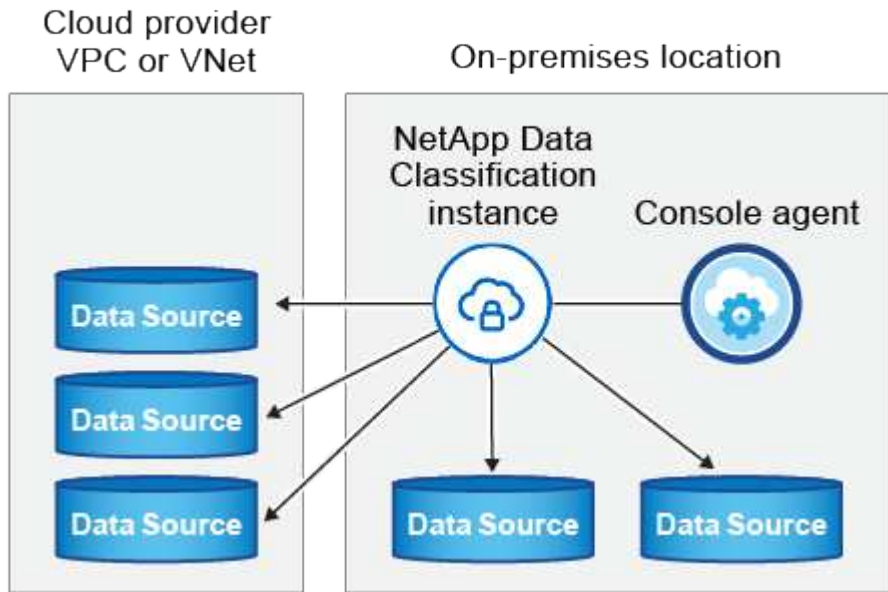 Cloud provider
VPC or VNet
On-premises location
NetApp Data
Classification
instance
Console agent
Data Source
Data Source
Data Source
Data Source
Data Source